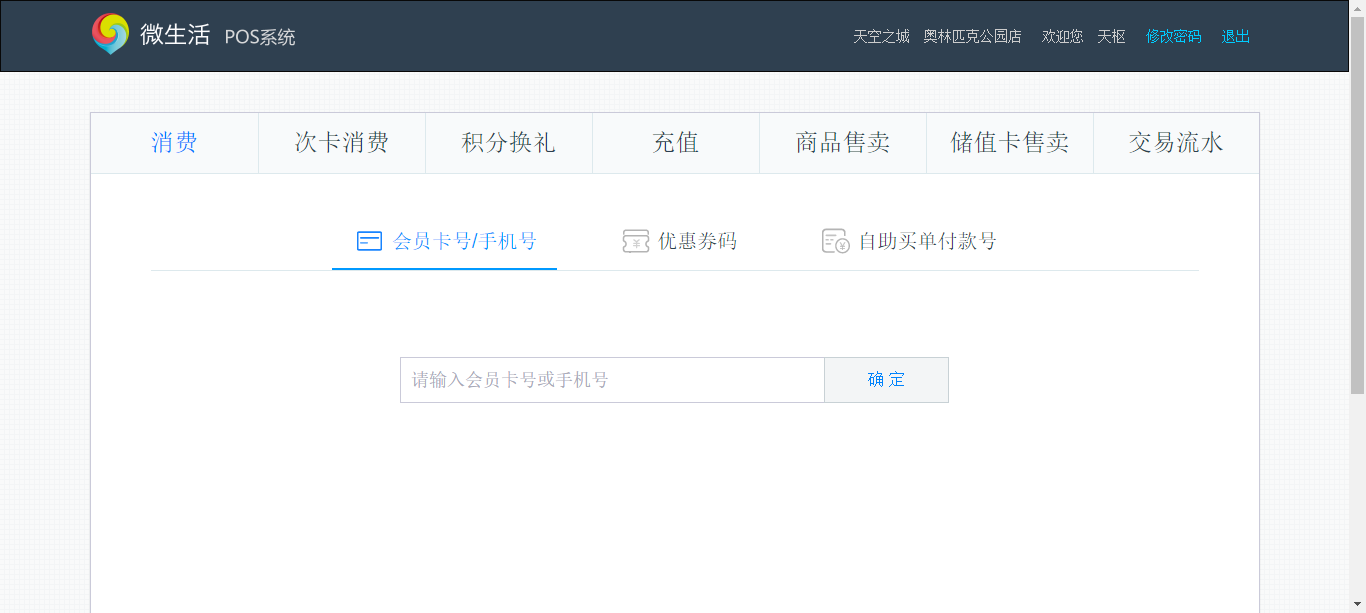 微生活 POS系统 天空之城 奥林匹克公园店 欢迎您 天枢 修改密码 退出
消费 次卡消费 积分换礼 充值 商品售卖 储值卡售卖 交易流水
会员卡号/手机号 优惠券码 自助买单付款号
请输入会员卡号或手机号 确定